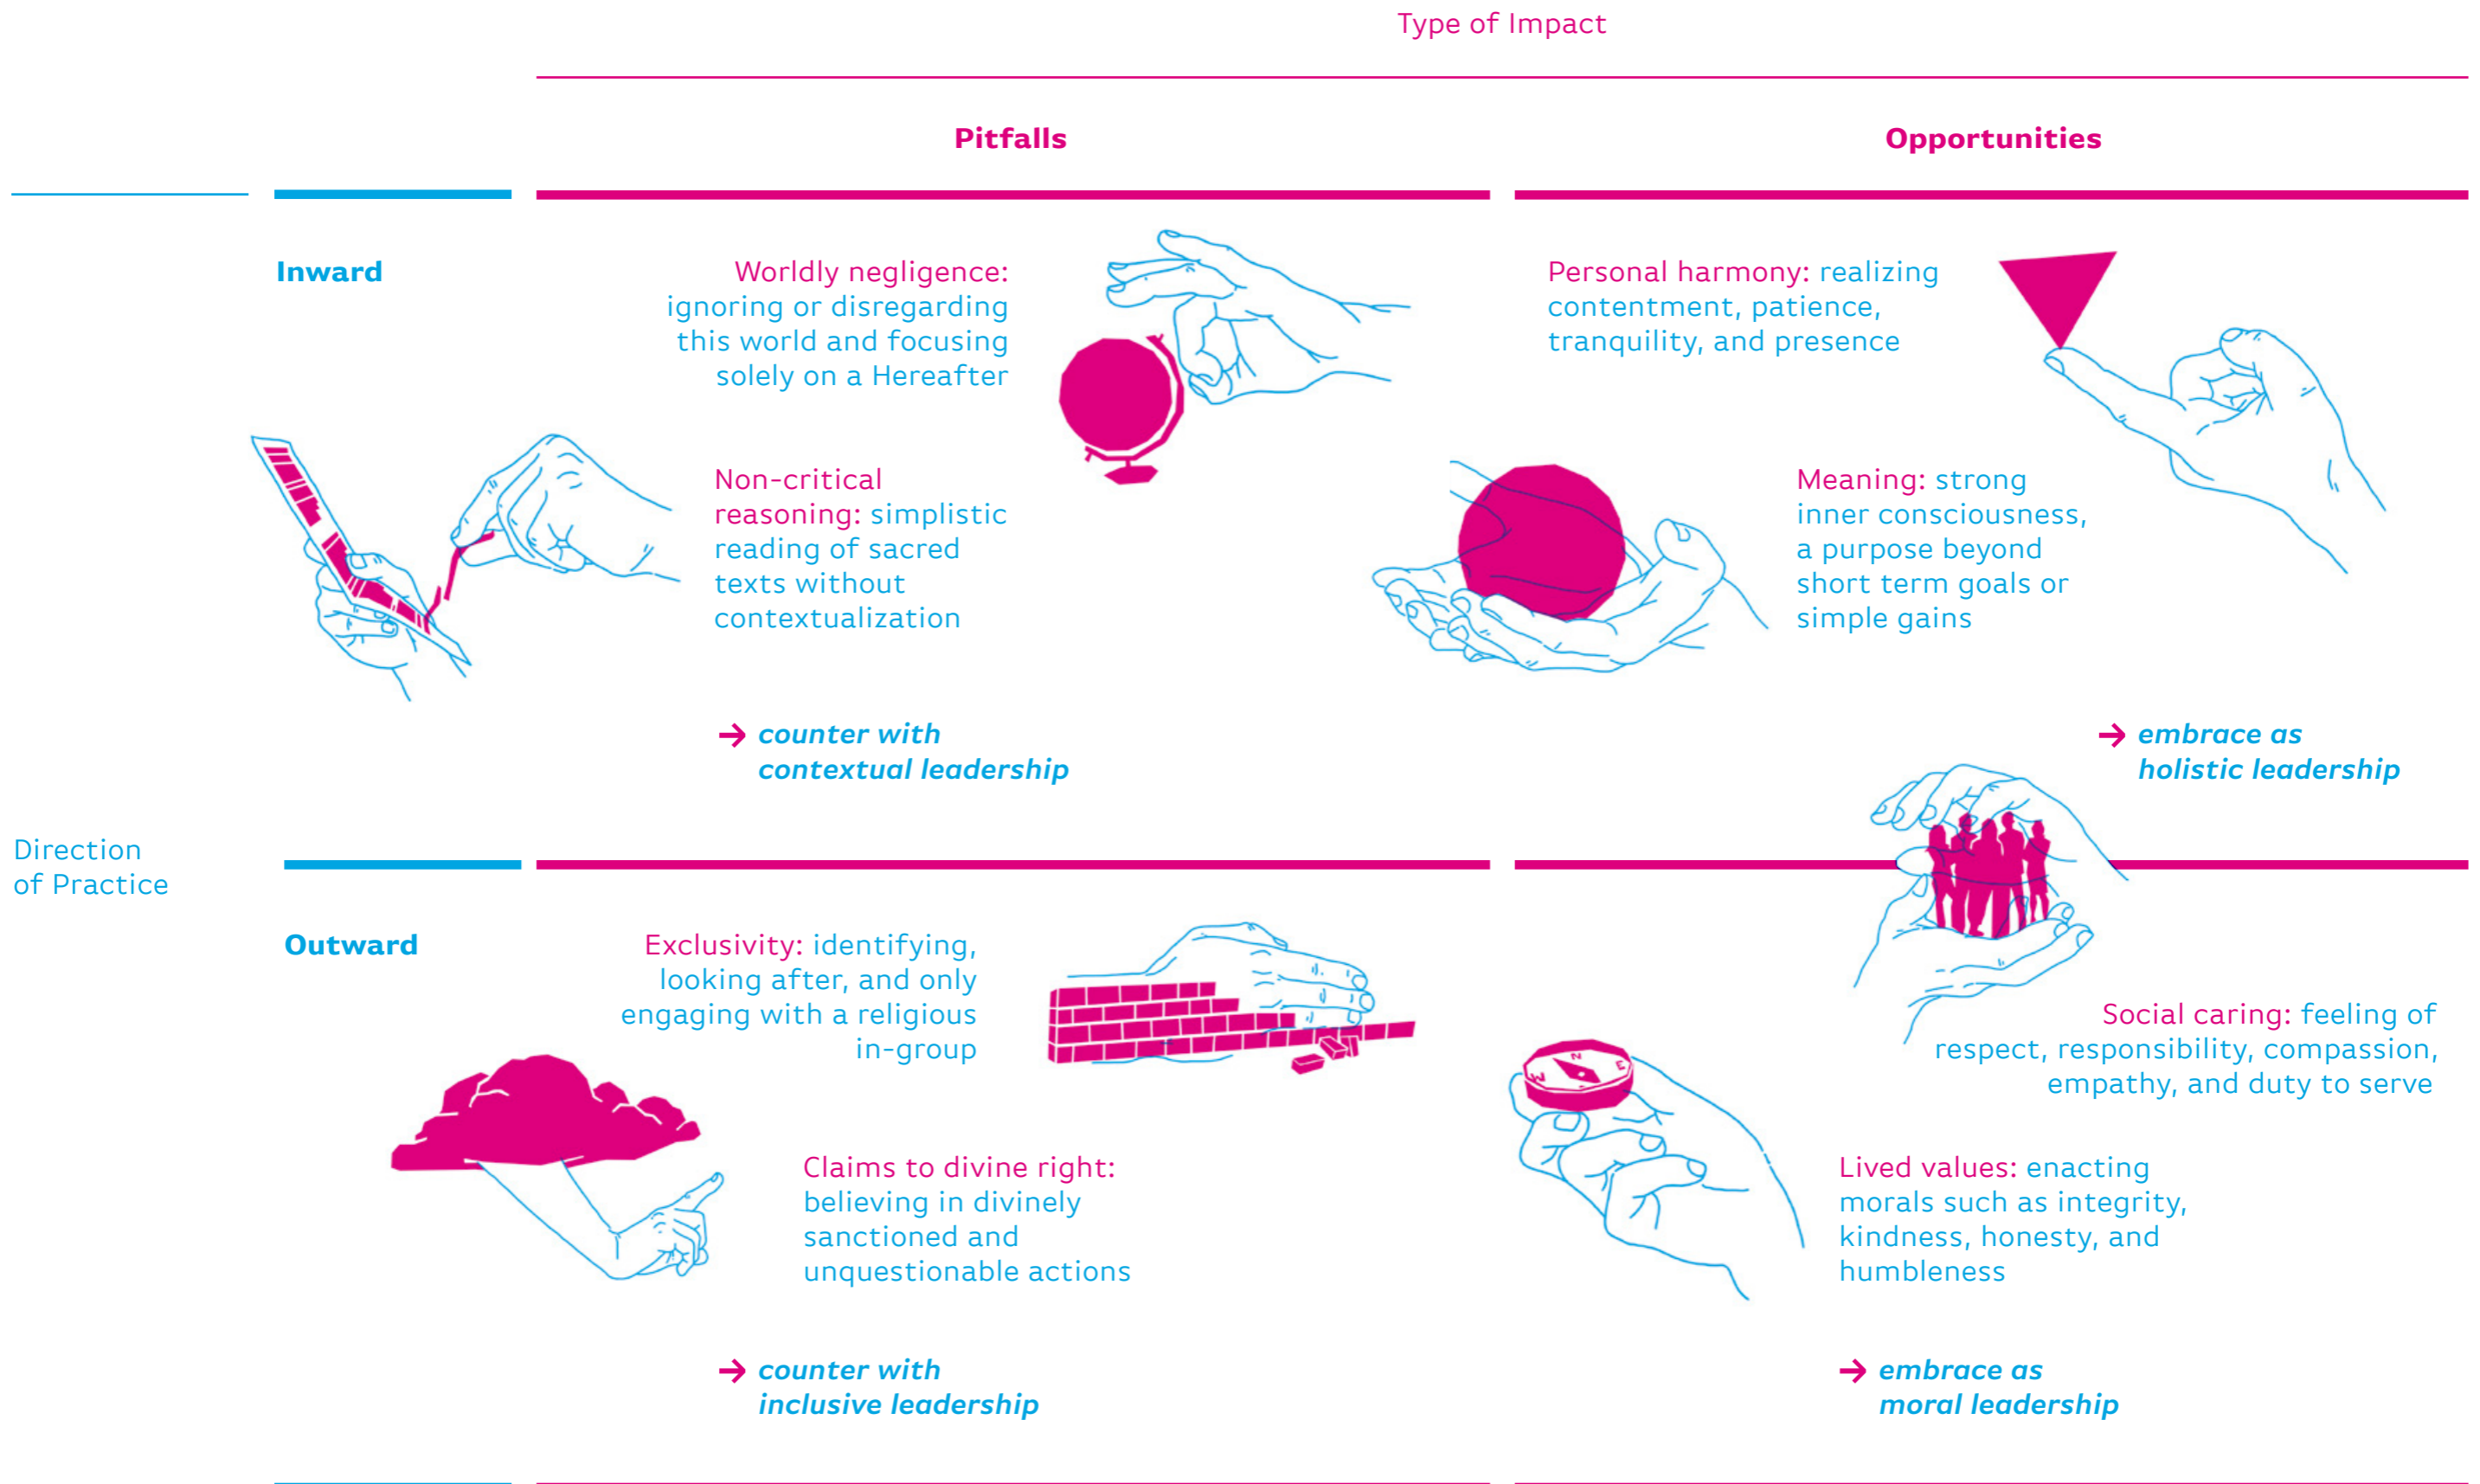 Type of Impact
Pitfalls
Opportunities
Inward
Worldly negligence:
ignoring or disregarding
this world and focusing
solely on a Hereafter
Non-critical
reasoning: simplistic
reading of sacred
texts without
contextualization
→ counter with
contextual leadership
Personal harmony: realizing
contentment, patience,
tranquility, and presence
Meaning: strong
inner consciousness,
a purpose beyond
short term goals or
simple gains
→ embrace as
holistic leadership
Direction
of Practice
Outward
Exclusivity: identifying,
looking after, and only
engaging with a religious
in-group
Claims to divine right:
believing in divinely
sanctioned and
unquestionable actions
→ counter with
inclusive leadership
N
E
W
Social caring: feeling of
respect, responsibility, compassion,
empathy, and duty to serve
Lived values: enacting
morals such as integrity,
kindness, honesty, and
humbleness
→ embrace as
moral leadership